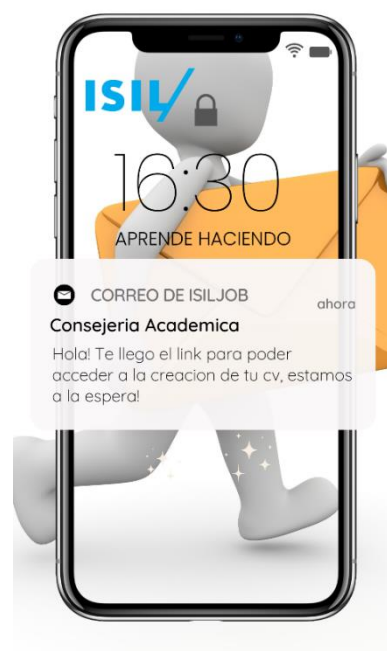 ISIL/
16:30
APRENDE HACIENDO
CORREO DE ISILJOB
ahora
Consejeria Academica
Hola! Te llego el link para poder
acceder a la creacion de tu cv, estamos
a la espera!